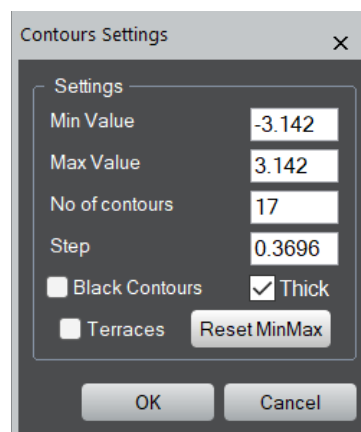 Contours Settings
Settings
Min Value -3.142
Max Value 3.142
No of contours 17
Step 0.3696
Black Contours Thick
Terraces Reset MinMax
OK Cancel